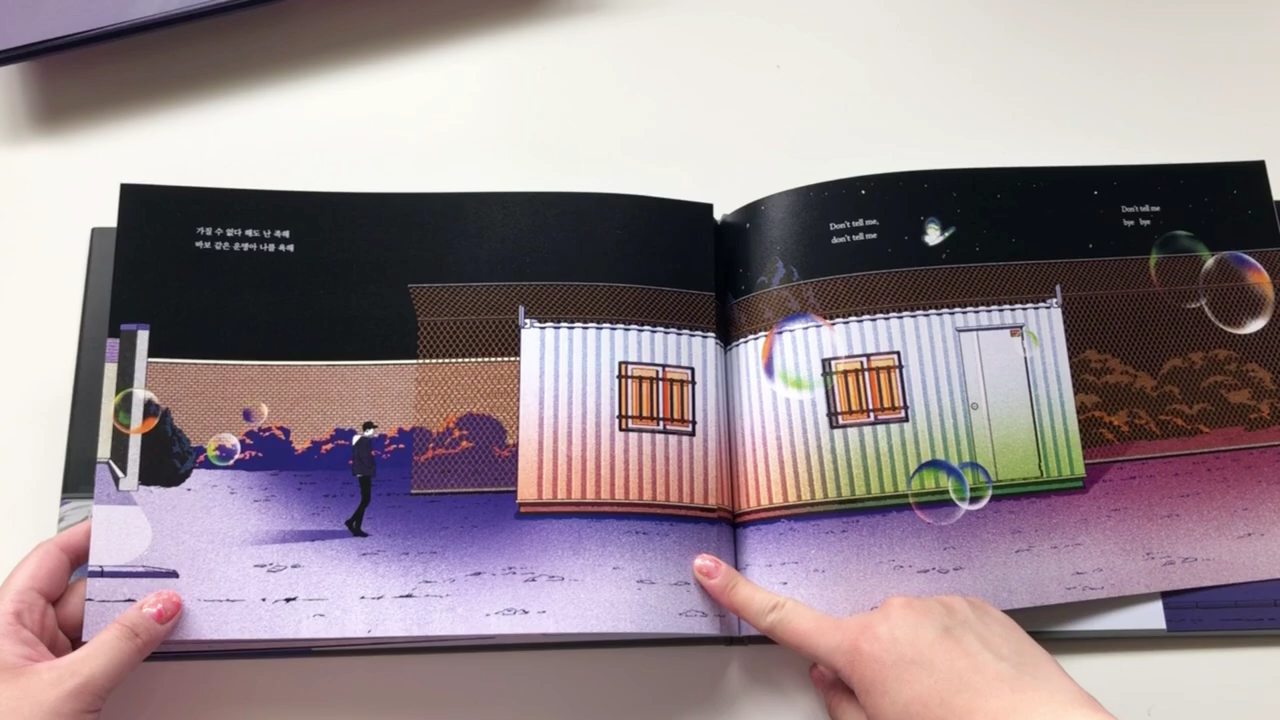 가질 수 없다 해도 난 족해
바보 같은 운명아 나를 욕해
Don't tell me,
don't tell me
Don't tell me
bye bye